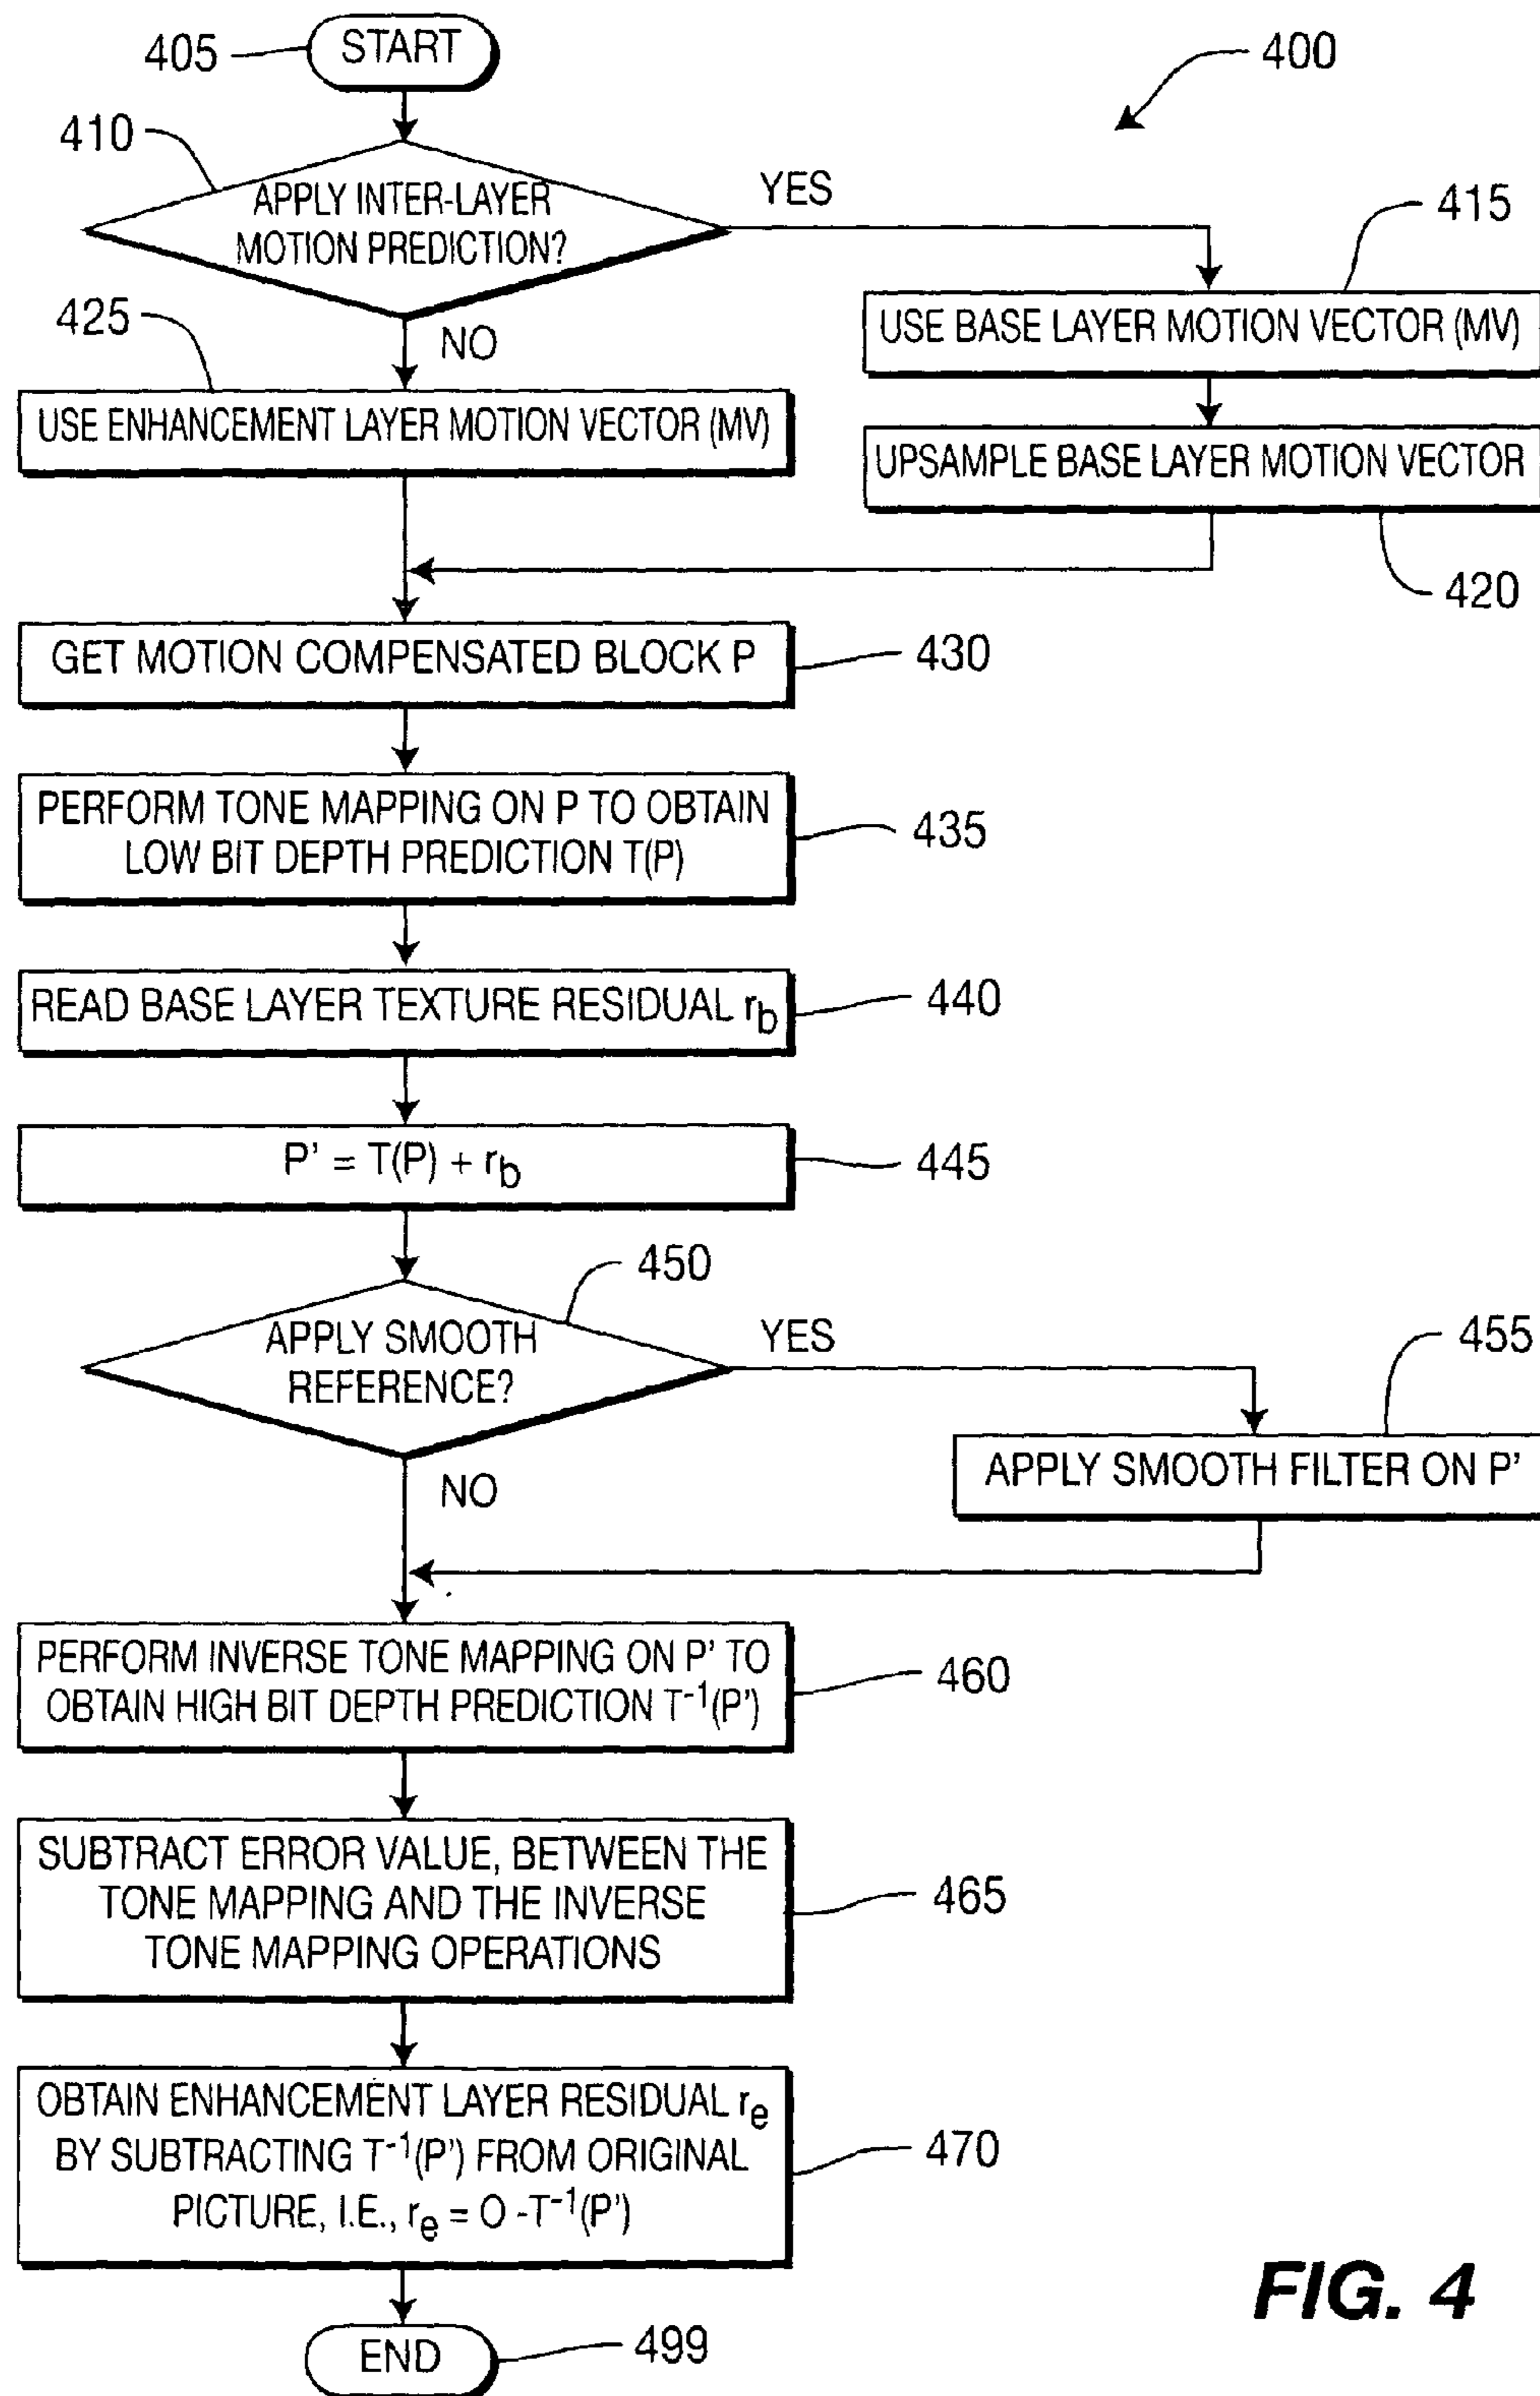 405
START
400
410
APPLY INTER-LAYER
MOTION PREDICTION?
YES
415
USE BASE LAYER MOTION VECTOR (MV)
425
NO
USE ENHANCEMENT LAYER MOTION VECTOR (MV)
UPSAMPLE BASE LAYER MOTION VECTOR
420
GET MOTION COMPENSATED BLOCK P
430
PERFORM TONE MAPPING ON P TO OBTAIN
LOW BIT DEPTH PREDICTION T(P)
435
READ BASE LAYER TEXTURE RESIDUAL rb
440
P' = T(P) + rb
445
450
APPLY SMOOTH
REFERENCE?
YES
455
APPLY SMOOTH FILTER ON P'
NO
PERFORM INVERSE TONE MAPPING ON P' TO
OBTAIN HIGH BIT DEPTH PREDICTION T-1(P')
460
SUBTRACT ERROR VALUE, BETWEEN THE
TONE MAPPING AND THE INVERSE
TONE MAPPING OPERATIONS
465
OBTAIN ENHANCEMENT LAYER RESIDUAL re
BY SUBTRACTING T-1(P') FROM ORIGINAL
PICTURE, I.E., re = O -T-1(P')
470
END
499
FIG. 4